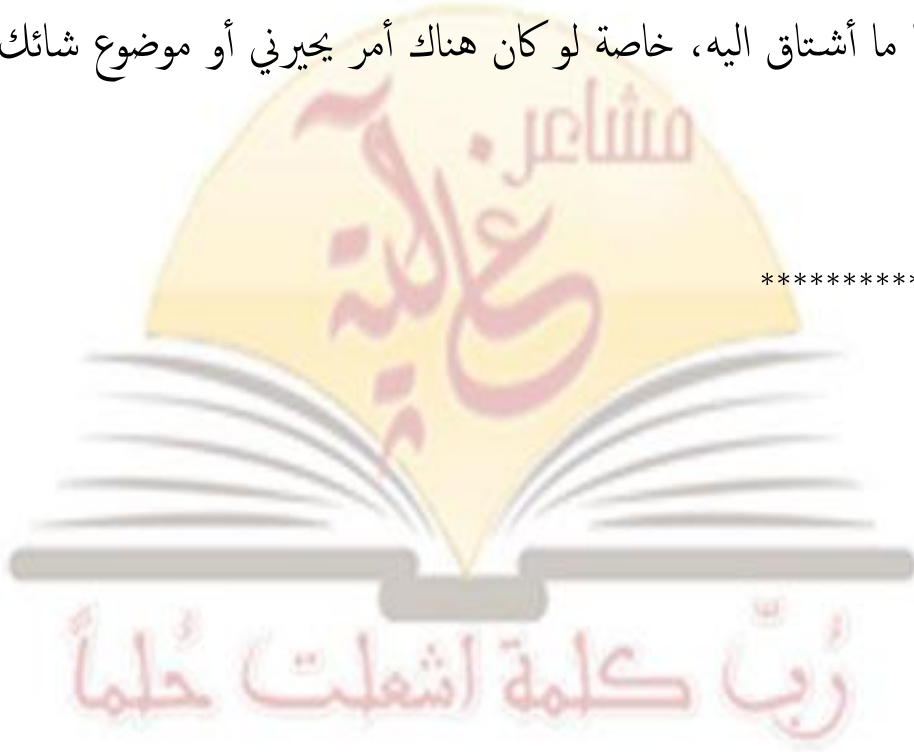 ما أشتاق اليه، خاصة لو كان هناك أمر يحيرني أو موضوع شائك
مشاعر
غالية
**********
رُبّ كلمة اشعلت حُلماً